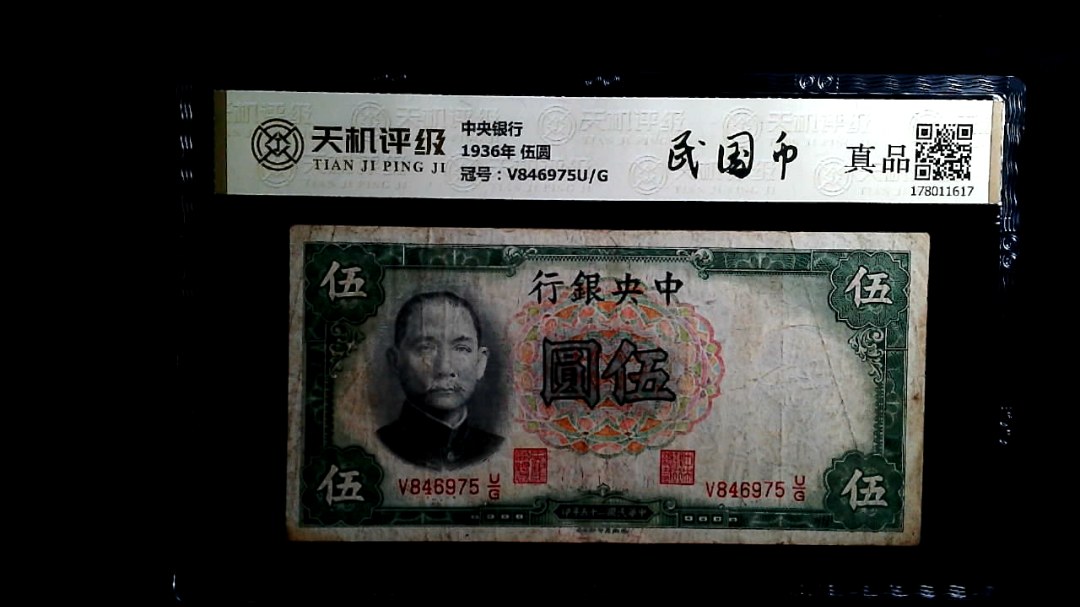 天机评级
TIAN JI PING JI
中央银行
1936年 伍圆
冠号：V846975U/G
民国币
真品
178011617
伍
行銀央中
伍
圓伍
伍
V846975 U/G
V846975 U/G
伍